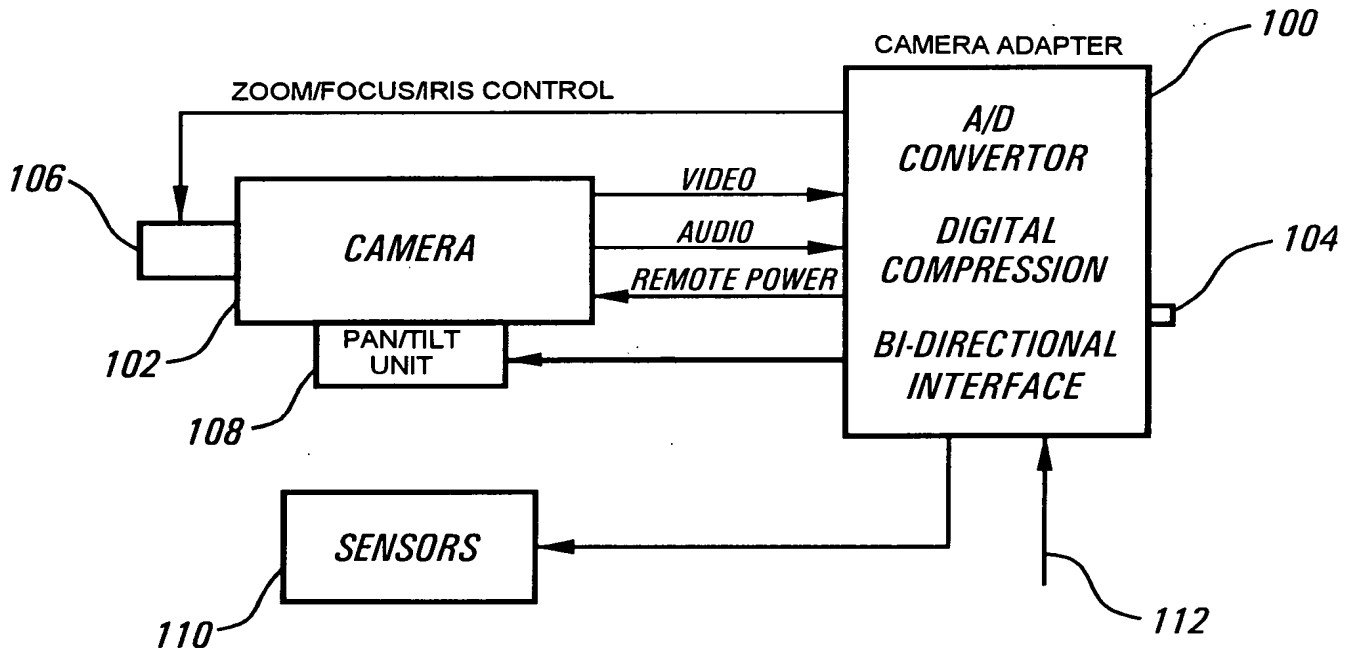 100
CAMERA ADAPTER
ZOOM/FOCUS/IRIS CONTROL
A/D
CONVERTOR
106
VIDEO
CAMERA
AUDIO
DIGITAL
COMPRESSION
104
REMOTE POWER
PAN/TILT
UNIT
BI-DIRECTIONAL
INTERFACE
102
108
SENSORS
110
112